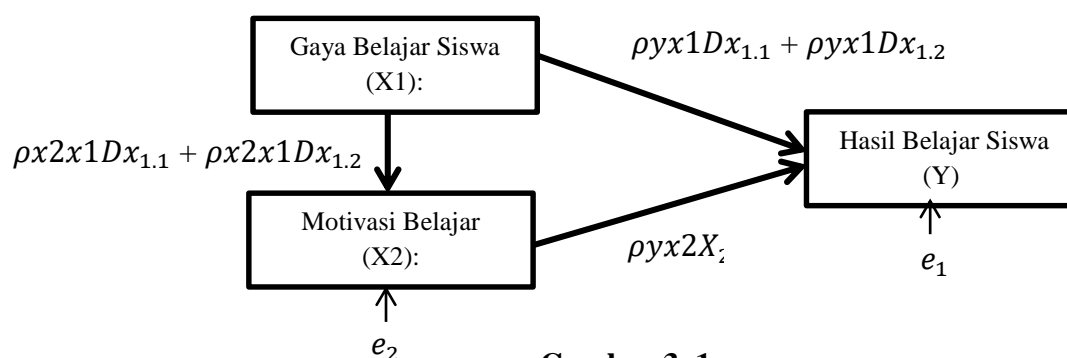 Gaya Belajar Siswa
(X1):
ρyx1Dx₁.₁ + ρyx1Dx₁.₂
Hasil Belajar Siswa
(Y)
ρx2x1Dx₁.₁ + ρx2x1Dx₁.₂
Motivasi Belajar
(X2):
ρyx2X₂
e₁
e₂